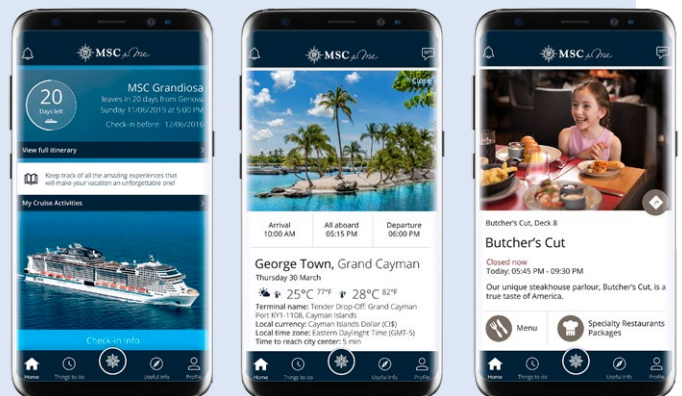 MSC for Me
20
Days left
MSC Grandiosa
leaves in 20 days from Genova
Sunday 11/06/2019 at 5:00 PM
Check-in before: 12/06/2016
View full itinerary
Keep track of all the amazing experiences that
will make your vacation an unforgettable one!
My Cruise Activities
Check-in Info
Home
Things to do
Useful Info
Profile
MSC for Me
Close
Arrival
10:00 AM
All aboard
05:15 PM
Departure
06:00 PM
George Town, Grand Cayman
Thursday 30 March
25°C 77°F 28°C 82°F
Terminal name: Tender Drop-Off: Grand Cayman
Port KY1-1108, Cayman Islands
Local currency: Cayman Islands Dollar (CI$)
Local time zone: Eastern Daylinght Time (GMT-5)
Time to reach city center: 5 min
Home
Things to do
Useful Info
Profile
MSC for Me
Butcher's Cut, Deck 8
Butcher's Cut
Closed now
Today: 05:45 PM - 09:30 PM
Our unique steakhouse parlour, Butcher's Cut, is a
true taste of America.
Menu
Specialty Restaurants
Packages
Home
Things to do
Useful Info
Profile